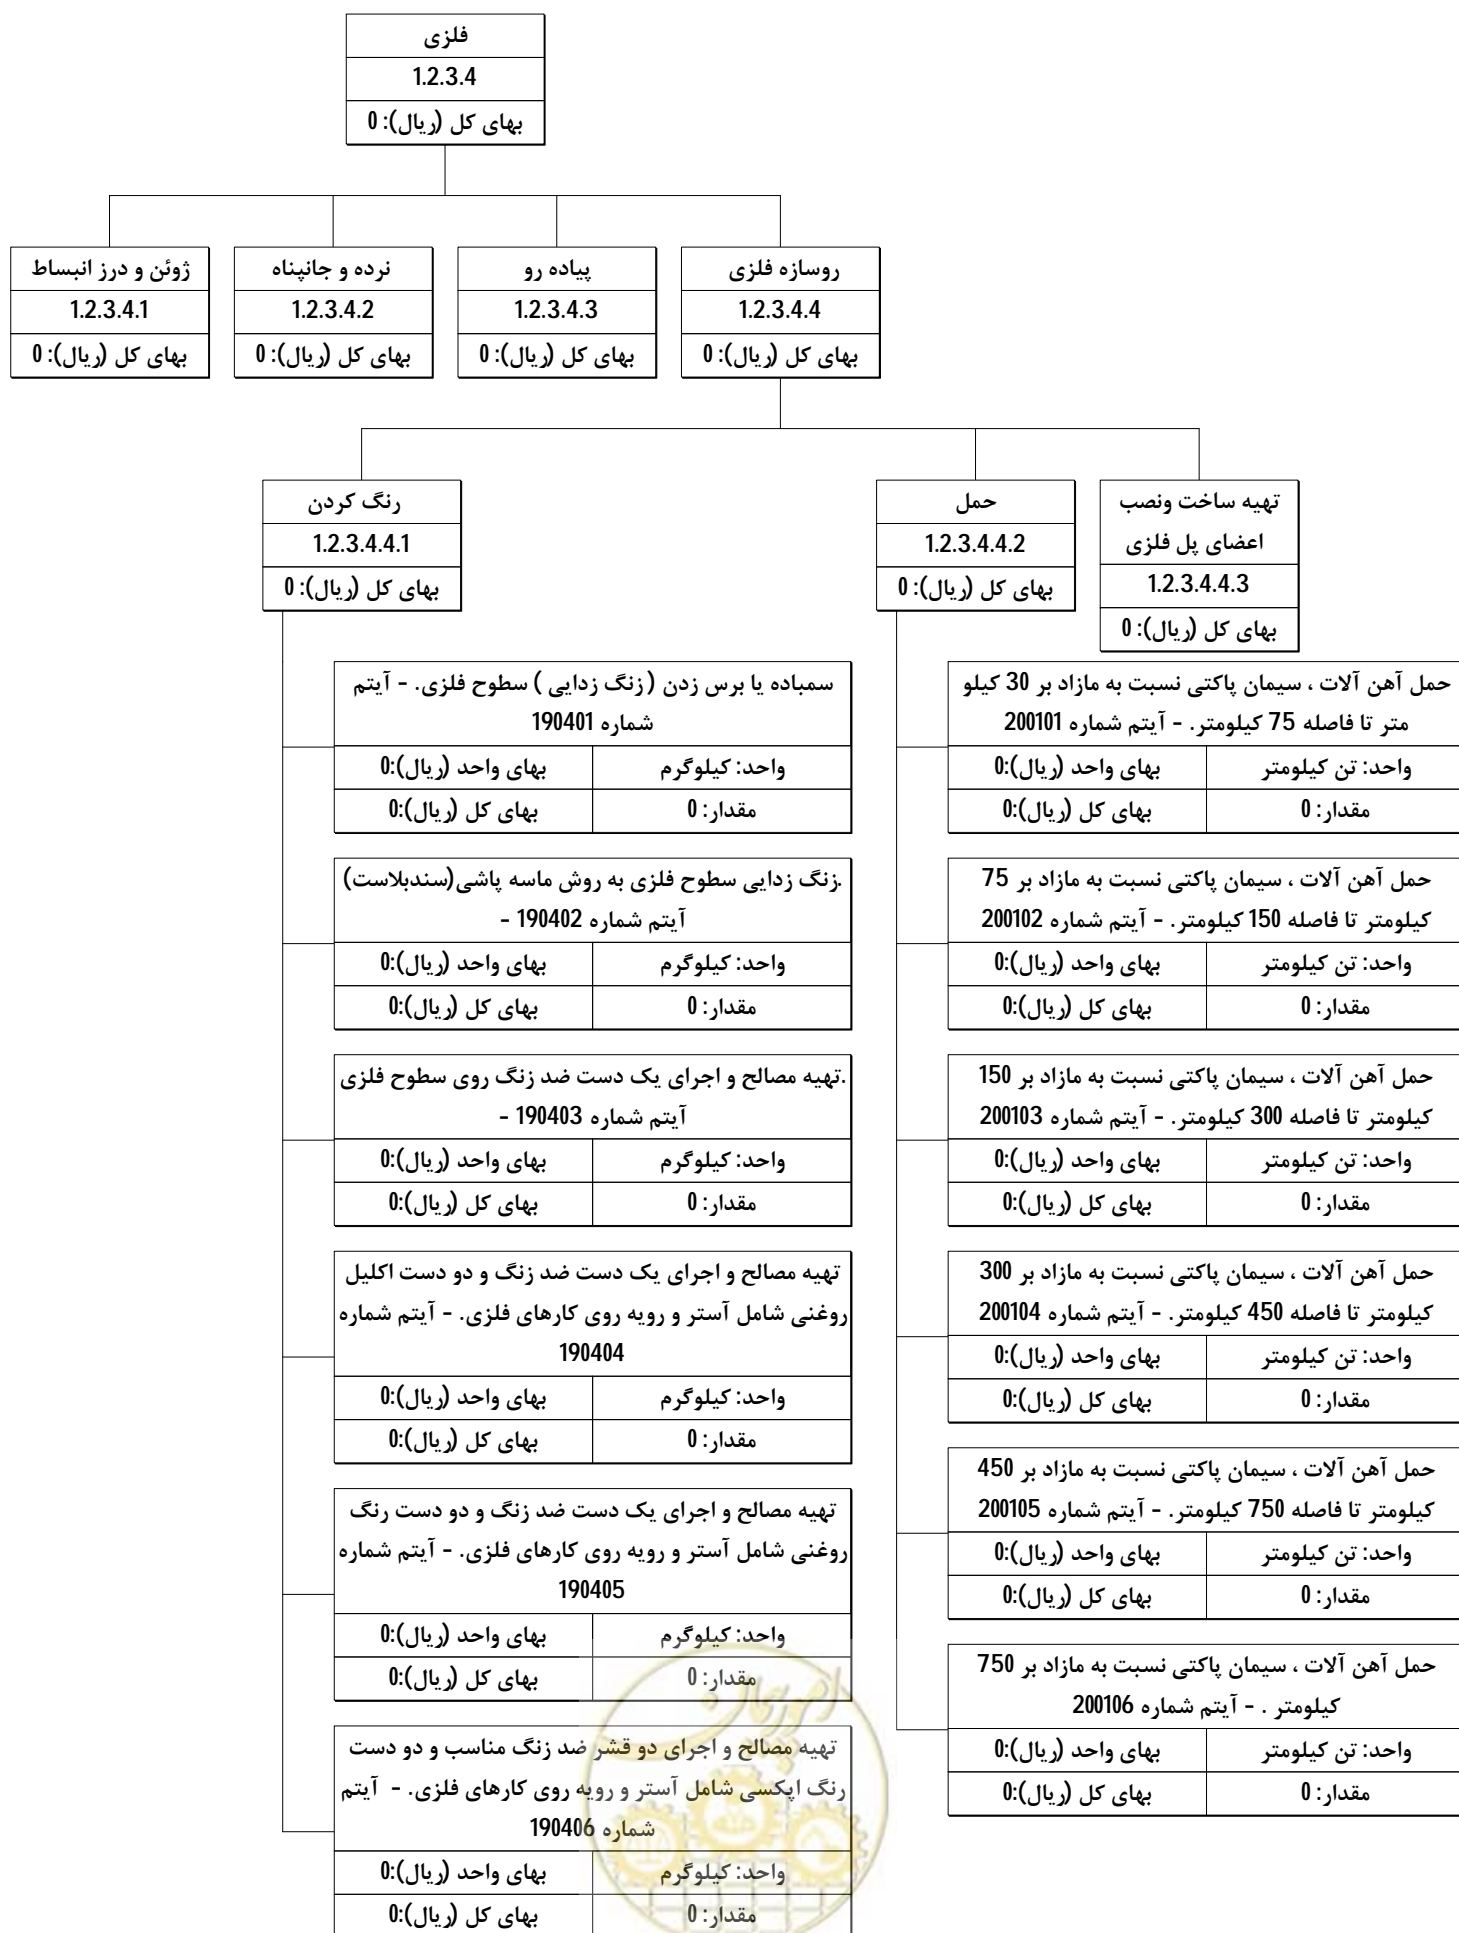 فلزی
1.2.3.4
بهای کل (ریال): 0
روسازه فلزی
1.2.3.4.4
بهای کل (ریال): 0
پیاده رو
1.2.3.4.3
بهای کل (ریال): 0
نرده و جانپناه
1.2.3.4.2
بهای کل (ریال): 0
ژوئن و درز انبساط
1.2.3.4.1
بهای کل (ریال): 0
تهیه ساخت ونصب
اعضای پل فلزی
1.2.3.4.4.3
بهای کل (ریال): 0
حمل
1.2.3.4.4.2
بهای کل (ریال): 0
حمل آهن آلات ، سیمان پاکتی نسبت به مازاد بر 30 کیلو
متر تا فاصله 75 کیلومتر. - آیتم شماره 200101
واحد: تن کیلومتر
بهای واحد (ریال):0
مقدار: 0
بهای کل (ریال):0
حمل آهن آلات ، سیمان پاکتی نسبت به مازاد بر 75
کیلومتر تا فاصله 150 کیلومتر. - آیتم شماره 200102
واحد: تن کیلومتر
بهای واحد (ریال):0
مقدار: 0
بهای کل (ریال):0
حمل آهن آلات ، سیمان پاکتی نسبت به مازاد بر 150
کیلومتر تا فاصله 300 کیلومتر. - آیتم شماره 200103
واحد: تن کیلومتر
بهای واحد (ریال):0
مقدار: 0
بهای کل (ریال):0
حمل آهن آلات ، سیمان پاکتی نسبت به مازاد بر 300
کیلومتر تا فاصله 450 کیلومتر. - آیتم شماره 200104
واحد: تن کیلومتر
بهای واحد (ریال):0
مقدار: 0
بهای کل (ریال):0
حمل آهن آلات ، سیمان پاکتی نسبت به مازاد بر 450
کیلومتر تا فاصله 750 کیلومتر. - آیتم شماره 200105
واحد: تن کیلومتر
بهای واحد (ریال):0
مقدار: 0
بهای کل (ریال):0
حمل آهن آلات ، سیمان پاکتی نسبت به مازاد بر 750
کیلومتر . - آیتم شماره 200106
واحد: تن کیلومتر
بهای واحد (ریال):0
مقدار: 0
بهای کل (ریال):0
رنگ کردن
1.2.3.4.4.1
بهای کل (ریال): 0
سمباده یا برس زدن ( زنگ زدایی ) سطوح فلزی. - آیتم
شماره 190401
واحد: کیلوگرم
بهای واحد (ریال):0
مقدار: 0
بهای کل (ریال):0
.زنگ زدایی سطوح فلزی به روش ماسه پاشی(سندبلاست)
آیتم شماره 190402 -
واحد: کیلوگرم
بهای واحد (ریال):0
مقدار: 0
بهای کل (ریال):0
.تهیه مصالح و اجرای یک دست ضد زنگ روی سطوح فلزی
آیتم شماره 190403 -
واحد: کیلوگرم
بهای واحد (ریال):0
مقدار: 0
بهای کل (ریال):0
تهیه مصالح و اجرای یک دست ضد زنگ و دو دست اکلیل
روغنی شامل آستر و رویه روی کارهای فلزی. - آیتم شماره
190404
واحد: کیلوگرم
بهای واحد (ریال):0
مقدار: 0
بهای کل (ریال):0
تهیه مصالح و اجرای یک دست ضد زنگ و دو دست رنگ
روغنی شامل آستر و رویه روی کارهای فلزی. - آیتم شماره
190405
واحد: کیلوگرم
بهای واحد (ریال):0
مقدار: 0
بهای کل (ریال):0
تهیه مصالح و اجرای دو قشر ضد زنگ مناسب و دو دست
رنگ اپکسی شامل آستر و رویه روی کارهای فلزی. - آیتم
شماره 190406
واحد: کیلوگرم
بهای واحد (ریال):0
مقدار: 0
بهای کل (ریال):0
امور پیمان